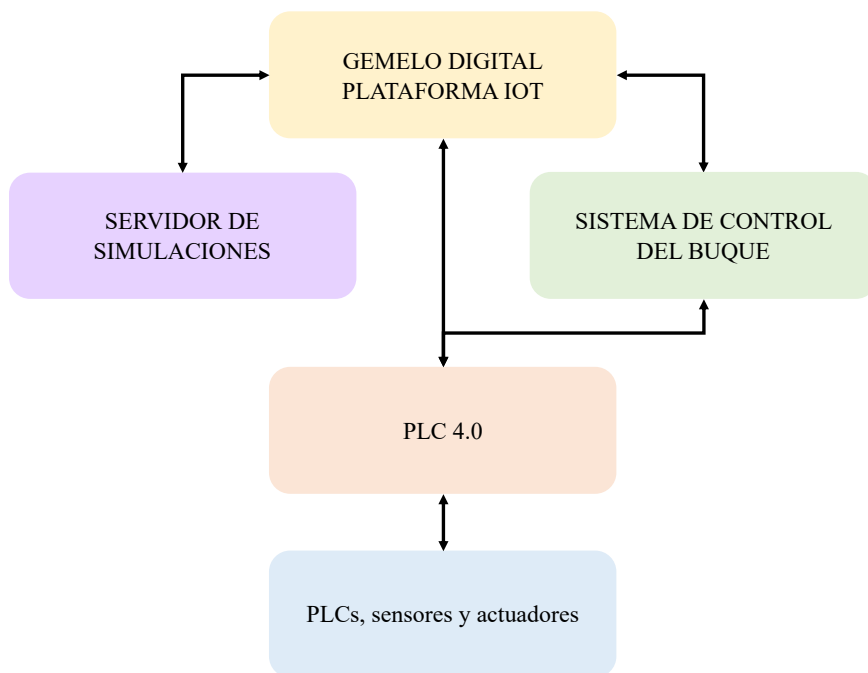 GEMELO DIGITAL
PLATAFORMA IOT
SERVIDOR DE
SIMULACIONES
SISTEMA DE CONTROL
DEL BUQUE
PLC 4.0
PLCs, sensores y actuadores